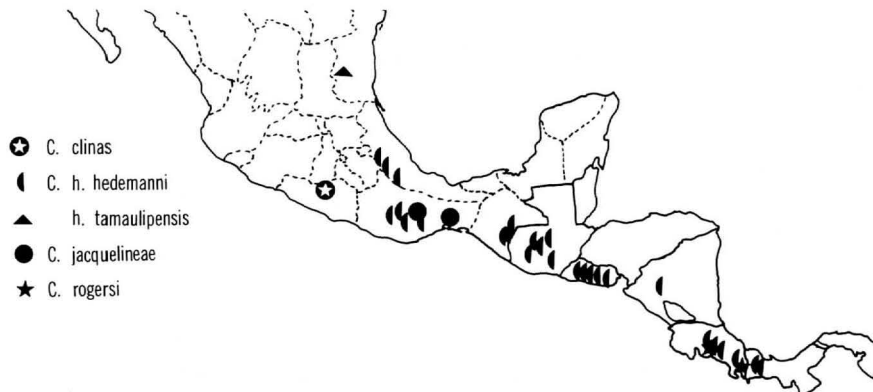 C. clinas
C. h. hedemanni
h. tamaulipensis
C. jacquelineae
C. rogersi